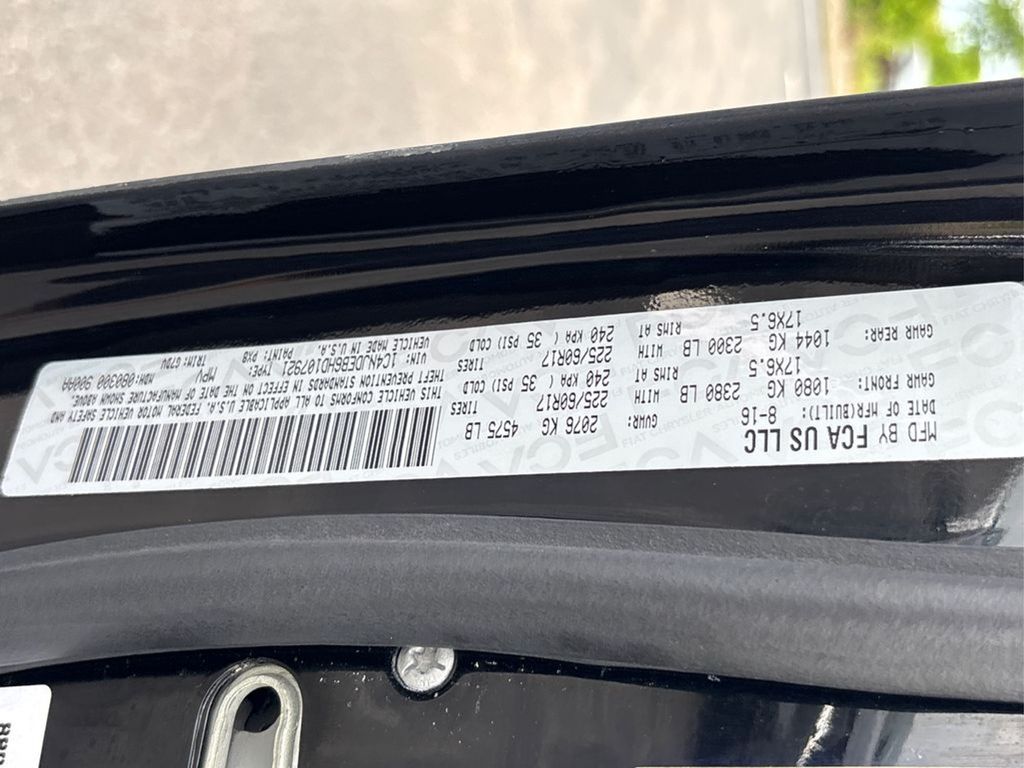 MFD BY FCA US LLC
DATE OF MFR(BUILT): 8-16 GVWR: 2076 KG 4575 LB
GAWR FRONT: 1080 KG 2380 LB WITH 225/60R17 TIRES
17X6.5 RIMS AT 240 KPA ( 35 PSI) COLD
GAWR REAR: 1044 KG 2300 LB WITH 225/60R17 TIRES
17X6.5 RIMS AT 240 KPA ( 35 PSI) COLD
THIS VEHICLE CONFORMS TO ALL APPLICABLE U.S.A. FEDERAL MOTOR VEHICLE SAFETY AND
THEFT PREVENTION STANDARDS IN EFFECT ON THE DATE OF MANUFACTURE SHOWN ABOVE.
VIN: 1C4NJDEB6HD107921 TYPE: MPV MDH:080300 900AA
VEHICLE MADE IN U.S.A. PAINT: PXB TRIM: